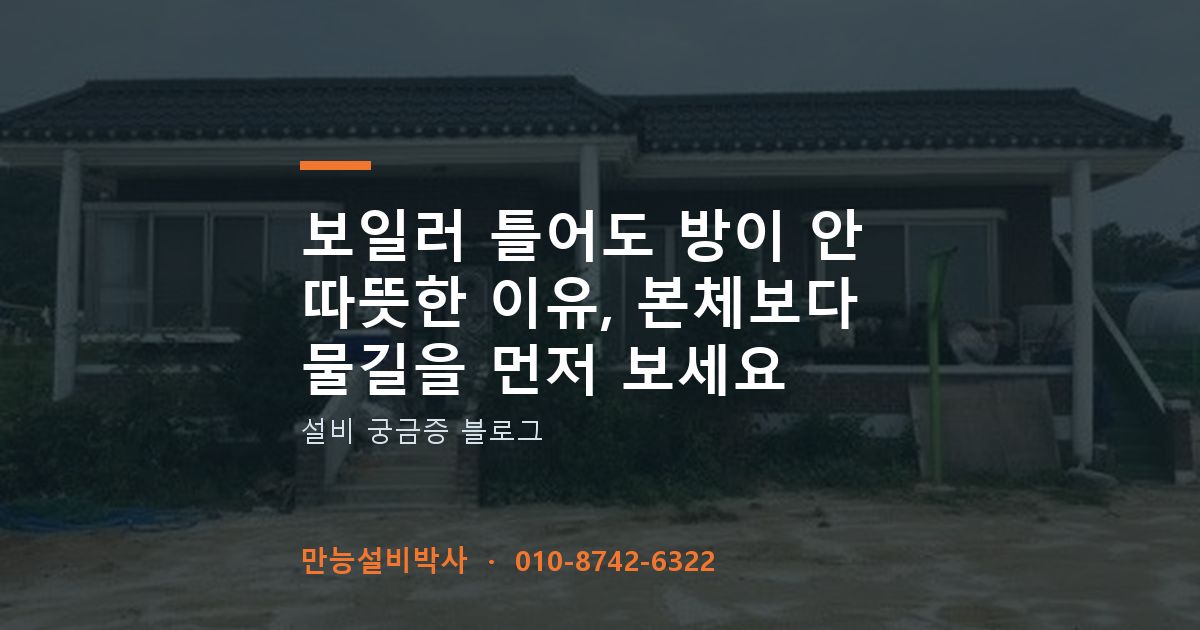 보일러 틀어도 방이 안
따뜻한 이유, 본체보다
물길을 먼저 보세요
설비 궁금증 블로그
만능설비박사 · 010-8742-6322